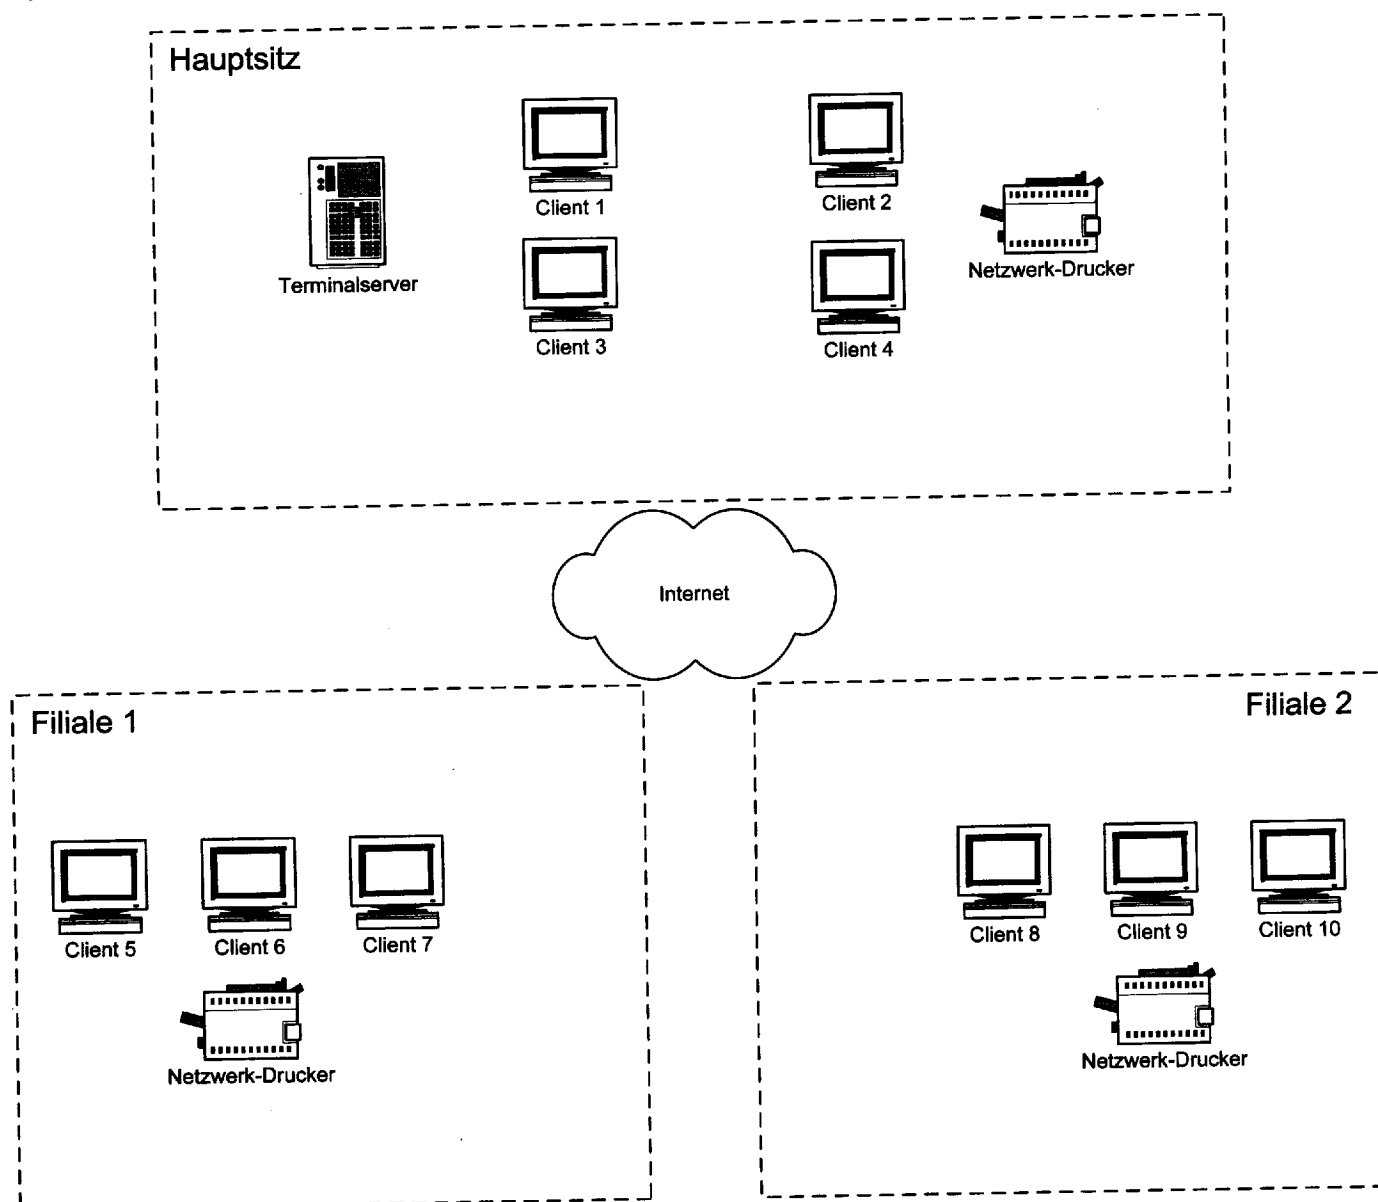 Hauptsitz
Client 1
Client 2
Terminalserver
Netzwerk-Drucker
Client 3
Client 4
Internet
Filiale 1
Filiale 2
Client 5
Client 6
Client 7
Client 8
Client 9
Client 10
Netzwerk-Drucker
Netzwerk-Drucker